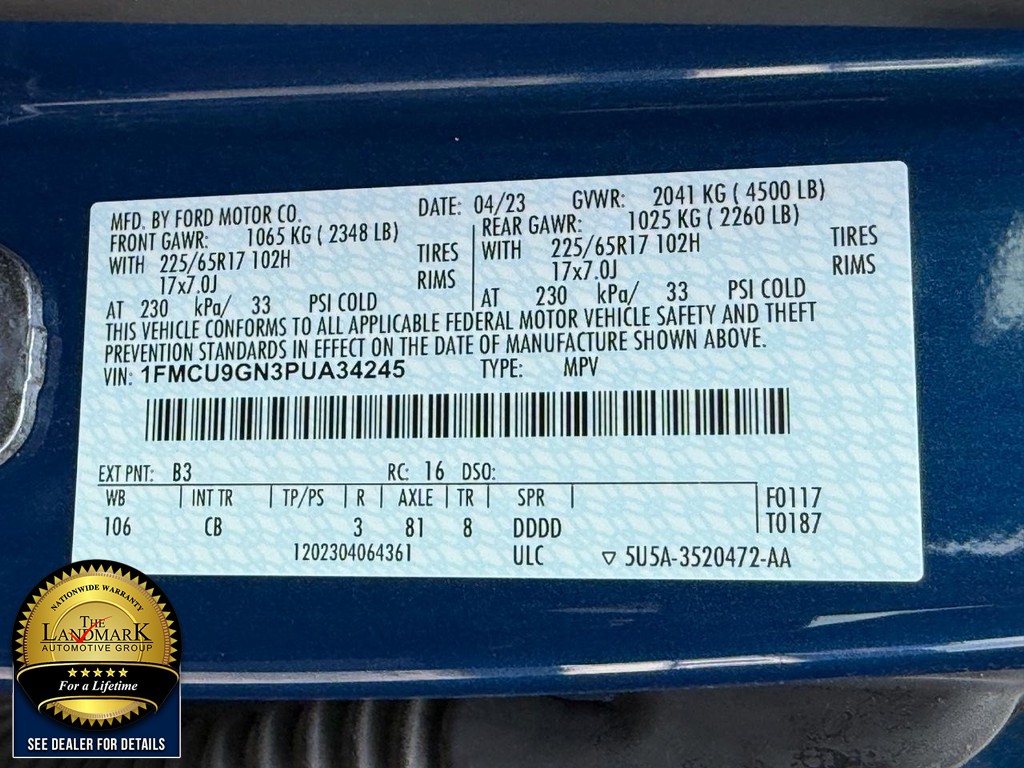 MFD. BY FORD MOTOR CO. DATE: 04/23 GVWR: 2041 KG ( 4500 LB)
FRONT GAWR: 1065 KG ( 2348 LB) REAR GAWR: 1025 KG ( 2260 LB)
WITH 225/65R17 102H TIRES WITH 225/65R17 102H TIRES
17x7.0J RIMS 17x7.0J RIMS
AT 230 kPa/ 33 PSI COLD AT 230 kPa/ 33 PSI COLD
THIS VEHICLE CONFORMS TO ALL APPLICABLE FEDERAL MOTOR VEHICLE SAFETY AND THEFT
PREVENTION STANDARDS IN EFFECT ON THE DATE OF MANUFACTURE SHOWN ABOVE.
VIN: 1FMCU9GN3PUA34245 TYPE: MPV
EXT PNT: B3 RC: 16 DSO:
WB INT TR TP/PS R AXLE TR SPR F0117
106 CB 3 81 8 DDDD T0187
1202304064361 ULC ▽ 5U5A-3520472-AA
NATIONWIDE WARRANTY
THE
LANDMARK
AUTOMOTIVE GROUP
For a Lifetime
SEE DEALER FOR DETAILS